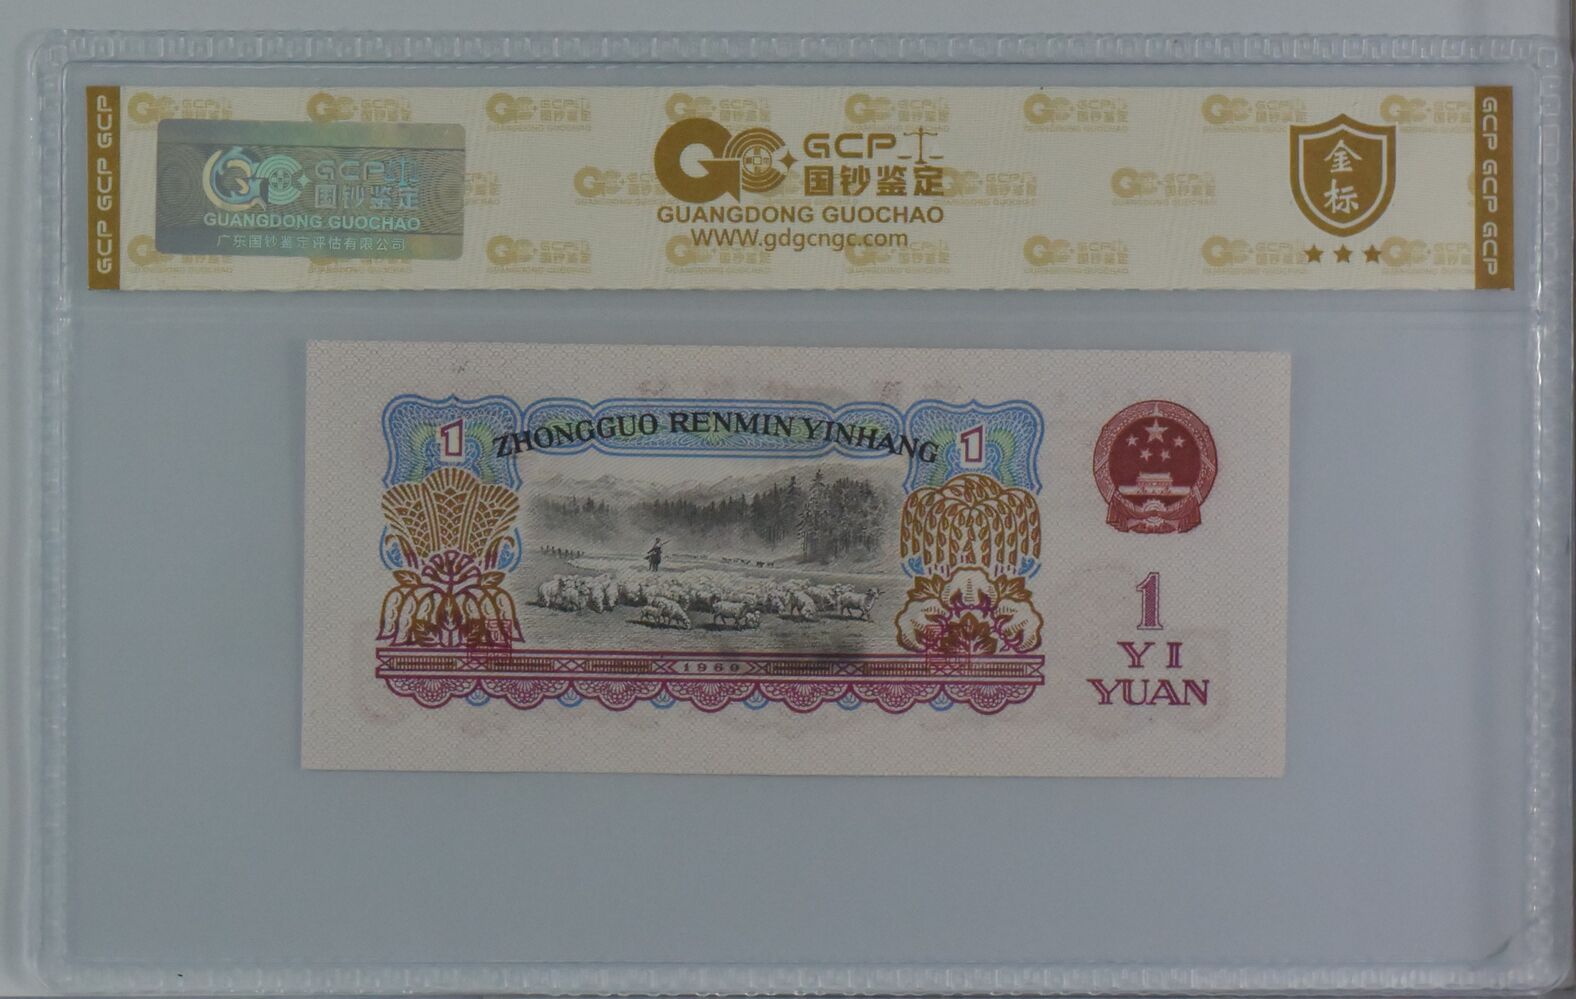 GCP GCP GCP
GCP
国钞鉴定
GUANGDONG GUOCHAO
广东国钞鉴定评估有限公司
GCP
国钞鉴定
GUANGDONG GUOCHAO
WWW.gdgcngc.com
金标
GCP GCP GCP
1
ZHONGGUO RENMIN YINHANG
1
1960
1
YI
YUAN